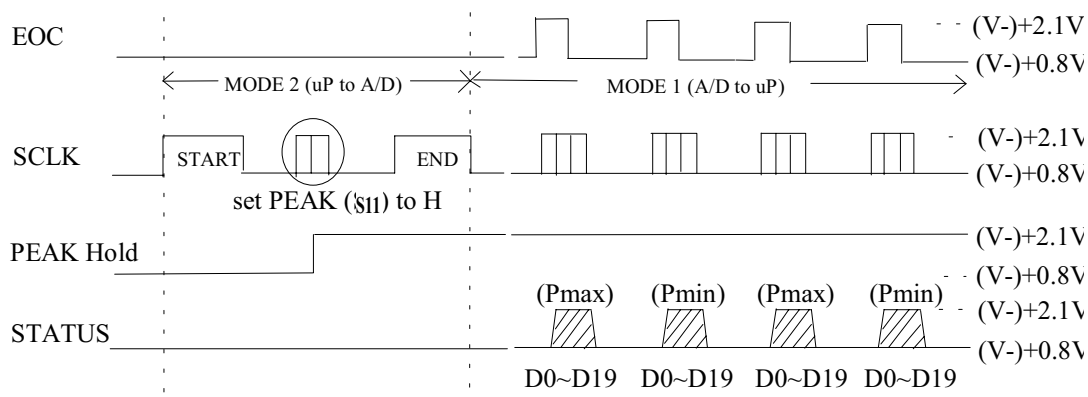 EOC
(V-)+2.1V
(V-)+0.8V
MODE 2 (uP to A/D)
MODE 1 (A/D to uP)
SCLK
START
END
(V-)+2.1V
(V-)+0.8V
set PEAK (S11) to H
PEAK Hold
(V-)+2.1V
(V-)+0.8V
(Pmax) (Pmin) (Pmax) (Pmin)
(V-)+2.1V
STATUS
(V-)+0.8V
D0~D19 D0~D19 D0~D19 D0~D19